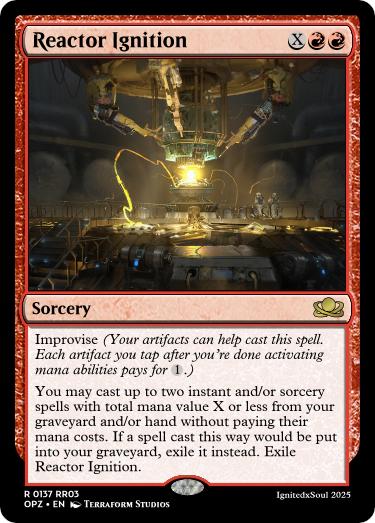 Reactor Ignition X
Sorcery
Improvise (Your artifacts can help cast this spell.
Each artifact you tap after you're done activating
mana abilities pays for 1.)
You may cast up to two instant and/or sorcery
spells with total mana value X or less from your
graveyard and/or hand without paying their
mana costs. If a spell cast this way would be put
into your graveyard, exile it instead. Exile
Reactor Ignition.
R 0137 RR03
OPZ • EN Terraform Studios
IgnitedxSoul 2025